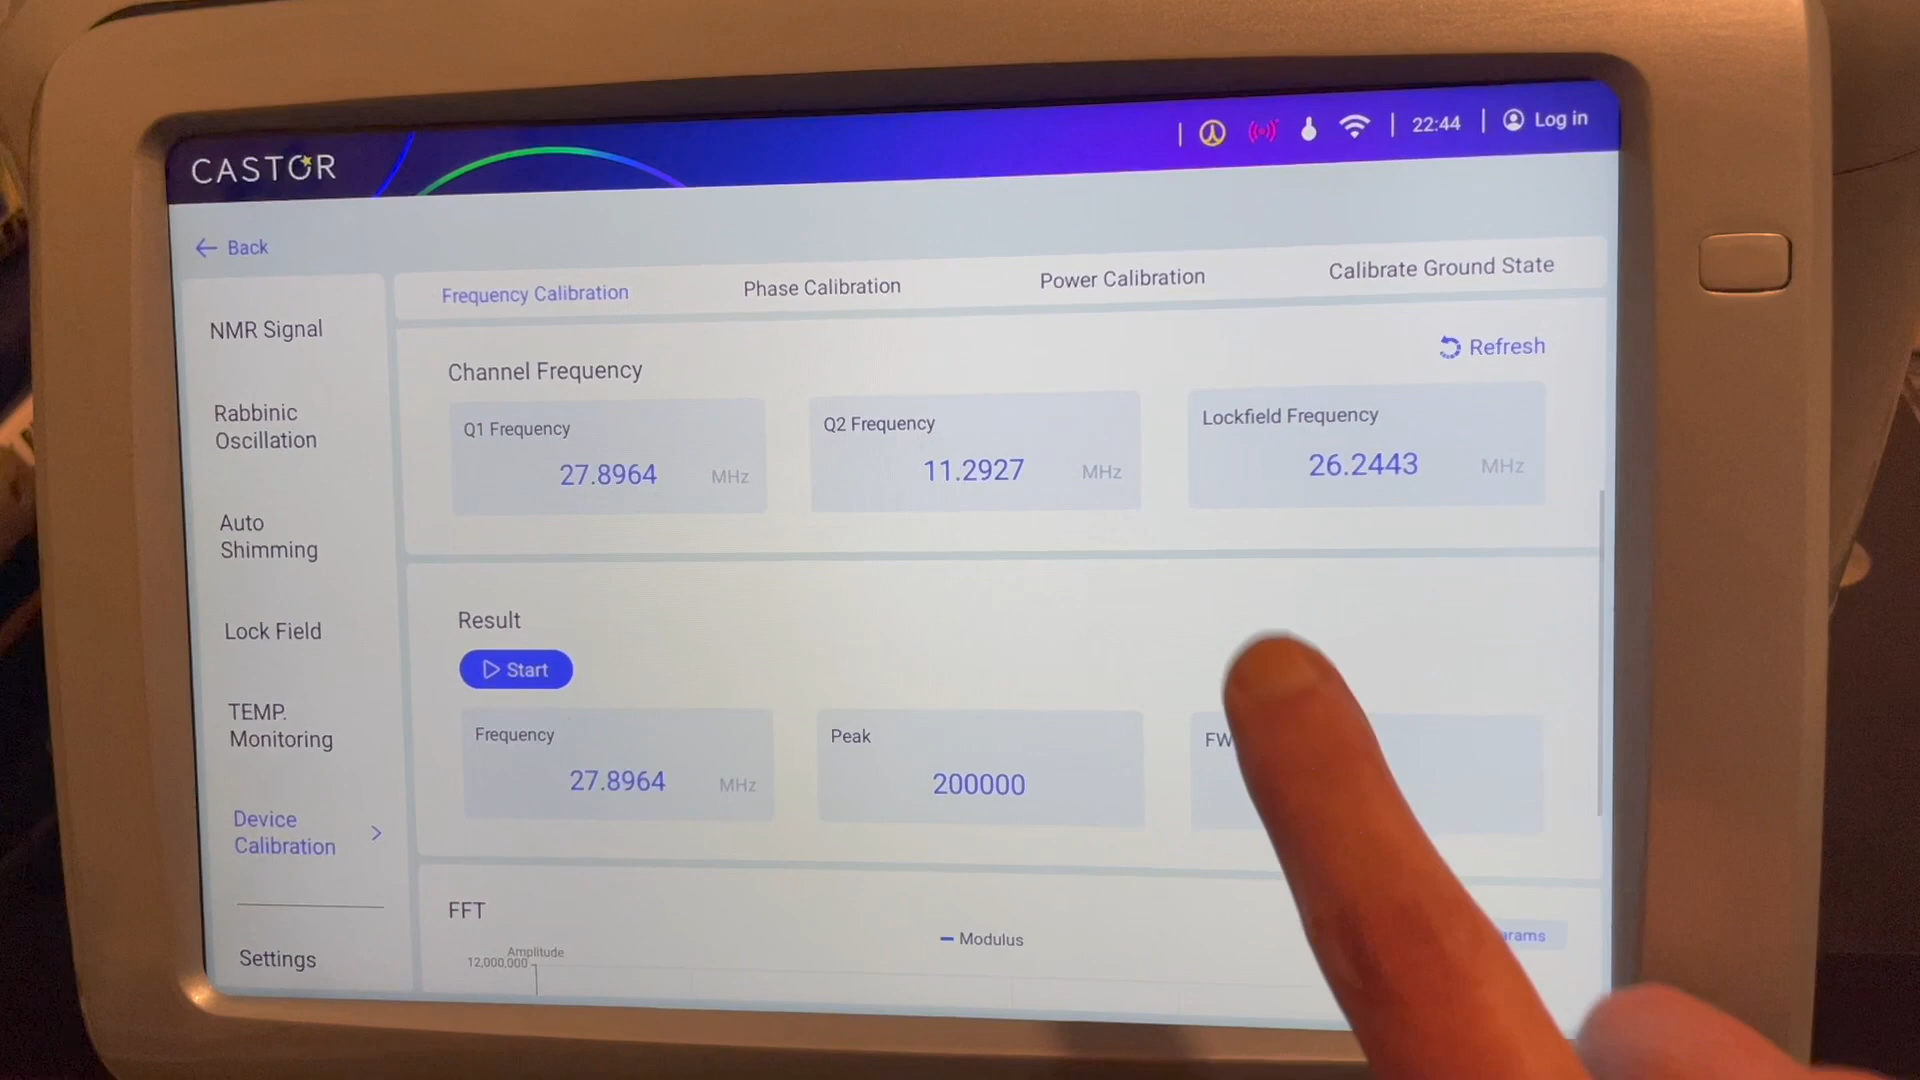 CASTOR
22:44
Log in
Back
NMR Signal
Rabbinic
Oscillation
Auto
Shimming
Lock Field
TEMP.
Monitoring
Device
Calibration
Settings
Frequency Calibration
Phase Calibration
Power Calibration
Calibrate Ground State
Channel Frequency
Refresh
Q1 Frequency
27.8964 MHz
Q2 Frequency
11.2927 MHz
Lockfield Frequency
26.2443 MHz
Result
Start
Frequency
27.8964 MHz
Peak
200000
FFT
Modulus
Amplitude
12,000,000